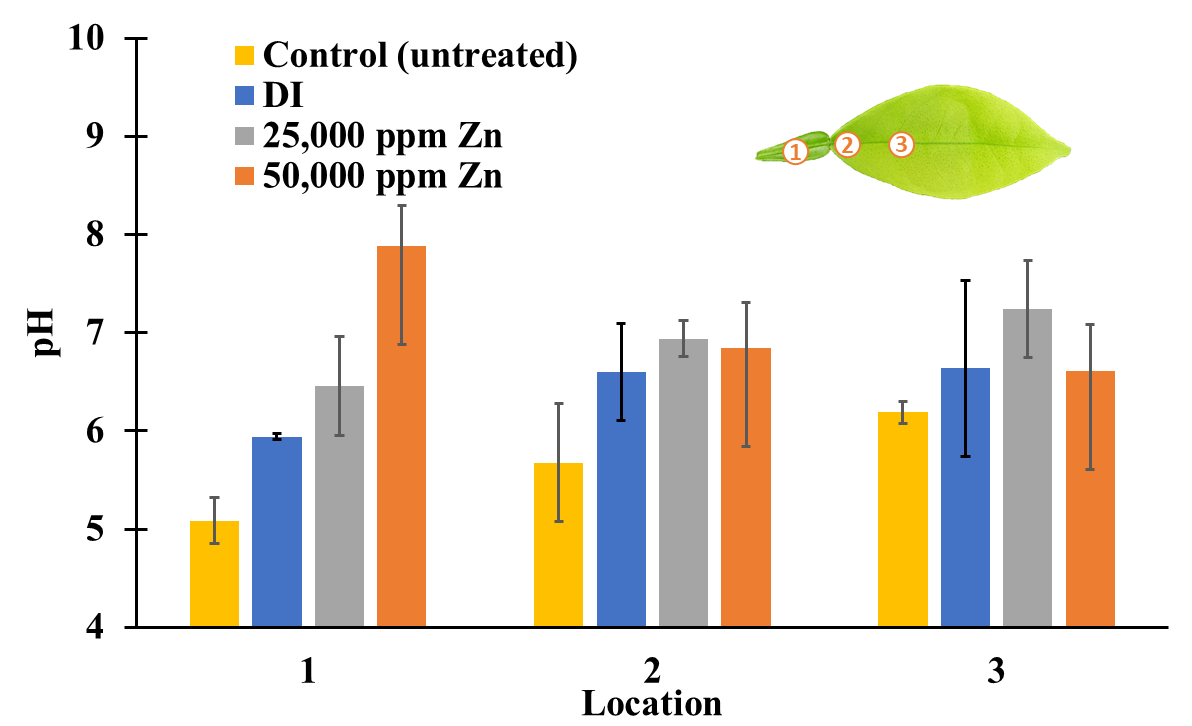 10
9
8
7
6
5
4
pH
Control (untreated)
DI
25,000 ppm Zn
50,000 ppm Zn
1
2
3
1
2
3
Location